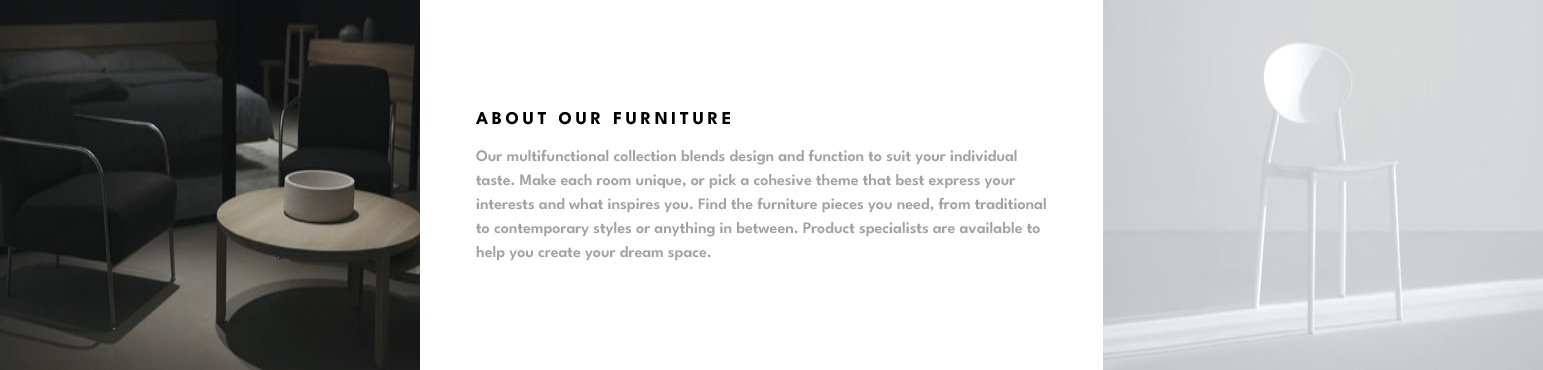 ABOUT OUR FURNITURE
Our multifunctional collection blends design and function to suit your individual
taste. Make each room unique, or pick a cohesive theme that best express your
interests and what inspires you. Find the furniture pieces you need, from traditional
to contemporary styles or anything in between. Product specialists are available to
help you create your dream space.